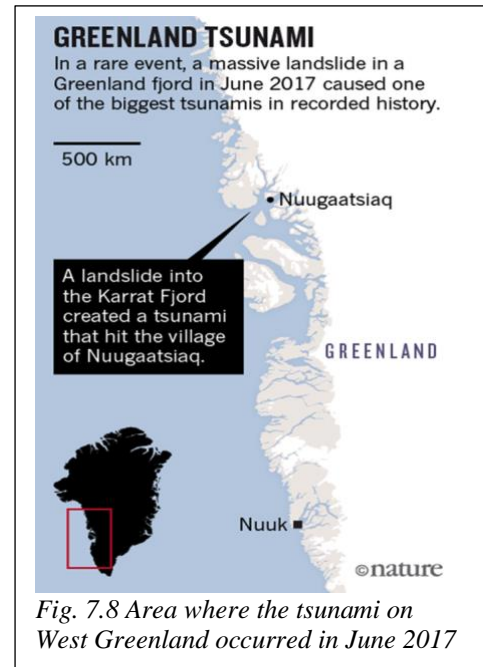 GREENLAND TSUNAMI
In a rare event, a massive landslide in a
Greenland fjord in June 2017 caused one
of the biggest tsunamis in recorded history.
500 km
Nuugaatsiaq
A landslide into
the Karrat Fjord
created a tsunami
that hit the village
of Nuugaatsiaq.
GREENLAND
Nuuk
©nature
Fig. 7.8 Area where the tsunami on
West Greenland occurred in June 2017